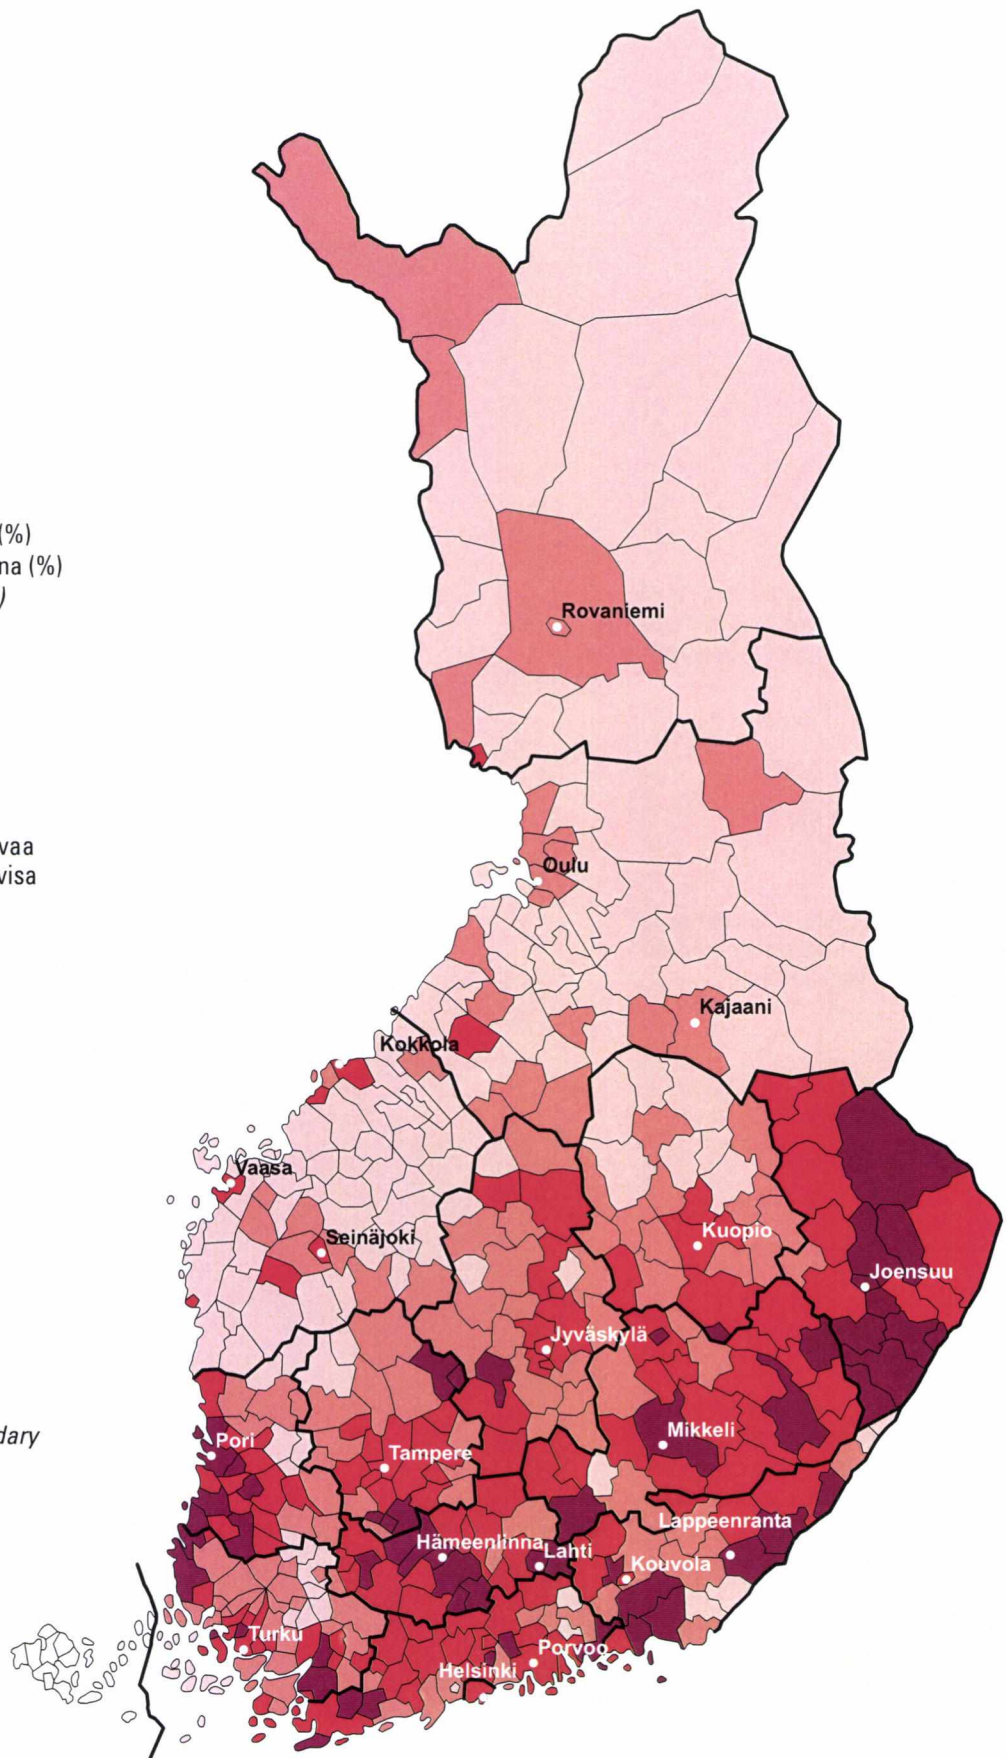 (%)
na (%)
)
Rovaniemi
vaa
visa
Oulu
Kajaani
Kokkola
Vaasa
Seinäjoki
Kuopio
Joensuu
Jyväskylä
dary
Pori
Mikkeli
Tampere
Lappeenranta
Hämeenlinna
Lahti
Kouvola
Turku
Porvoo
Helsinki